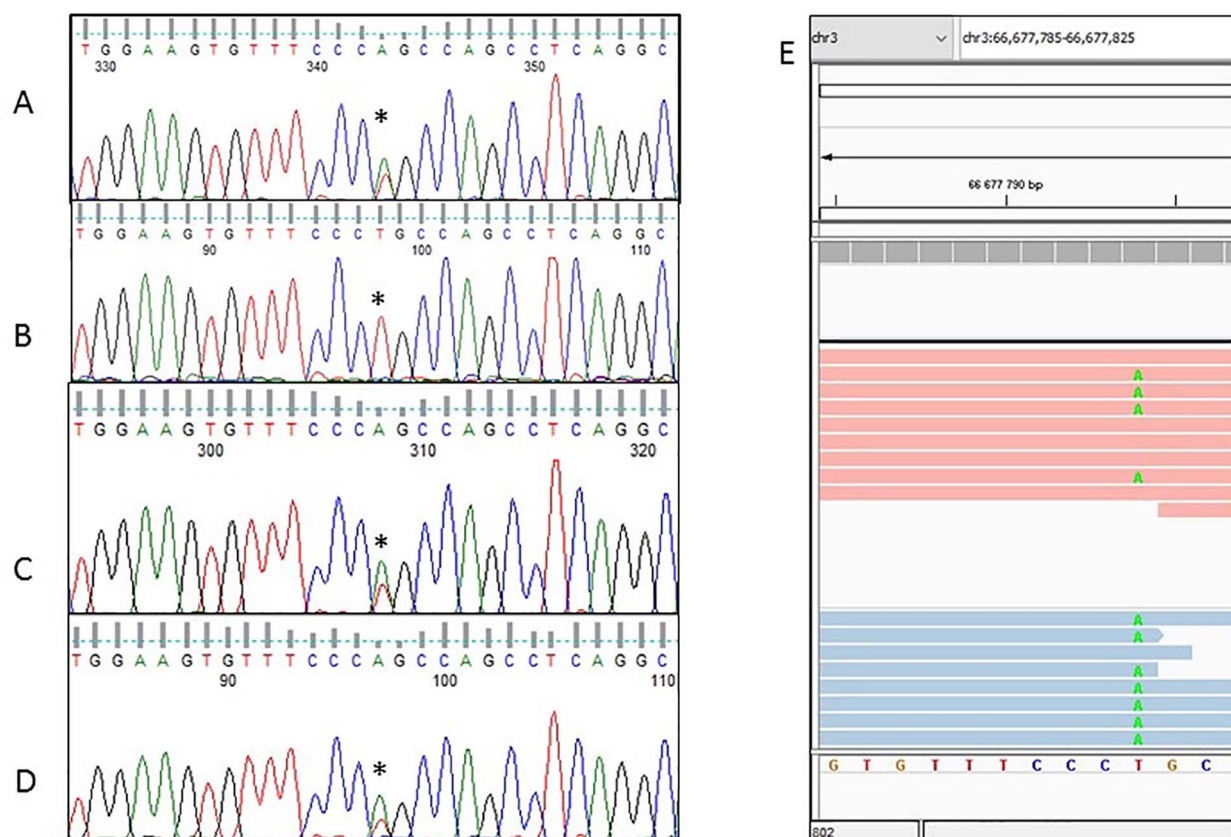 A
T G G A A G T G T T T C C C A G C C A G C C T C A G G C
330 340 350
*
B
T G G A A G T G T T T C C C T G C C A G C C T C A G G C
90 100 110
*
C
T G G A A G T G T T T C C C A G C C A G C C T C A G G C
300 310 320
*
D
T G G A A G T G T T T C C C A G C C A G C C T C A G G C
90 100 110
*
E
chr3 chr3:66,677,785-66,677,825
66 677 790 bp
A
A
A
A
A
A
A
A
A
A
A
G T G T T T C C C T G C
802